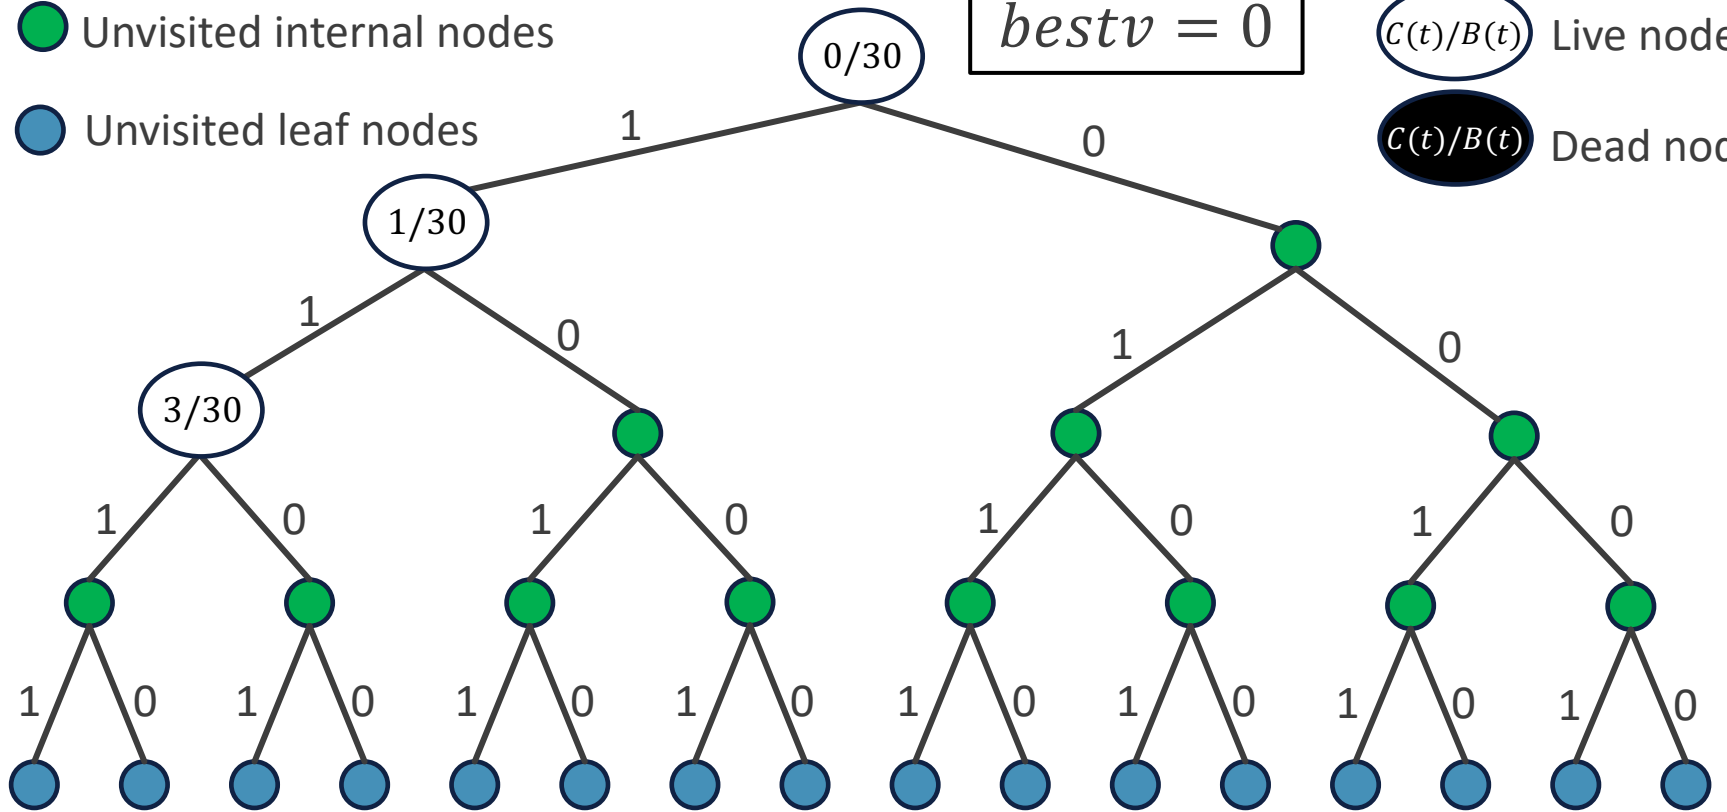 Unvisited internal nodes
0/30
bestv = 0
C(t)/B(t) Live node
Unvisited leaf nodes
C(t)/B(t) Dead nod
1 0
1/30
1 0 1 0
3/30
1 0 1 0 1 0 1 0
1 0 1 0 1 0 1 0 1 0 1 0 1 0 1 0